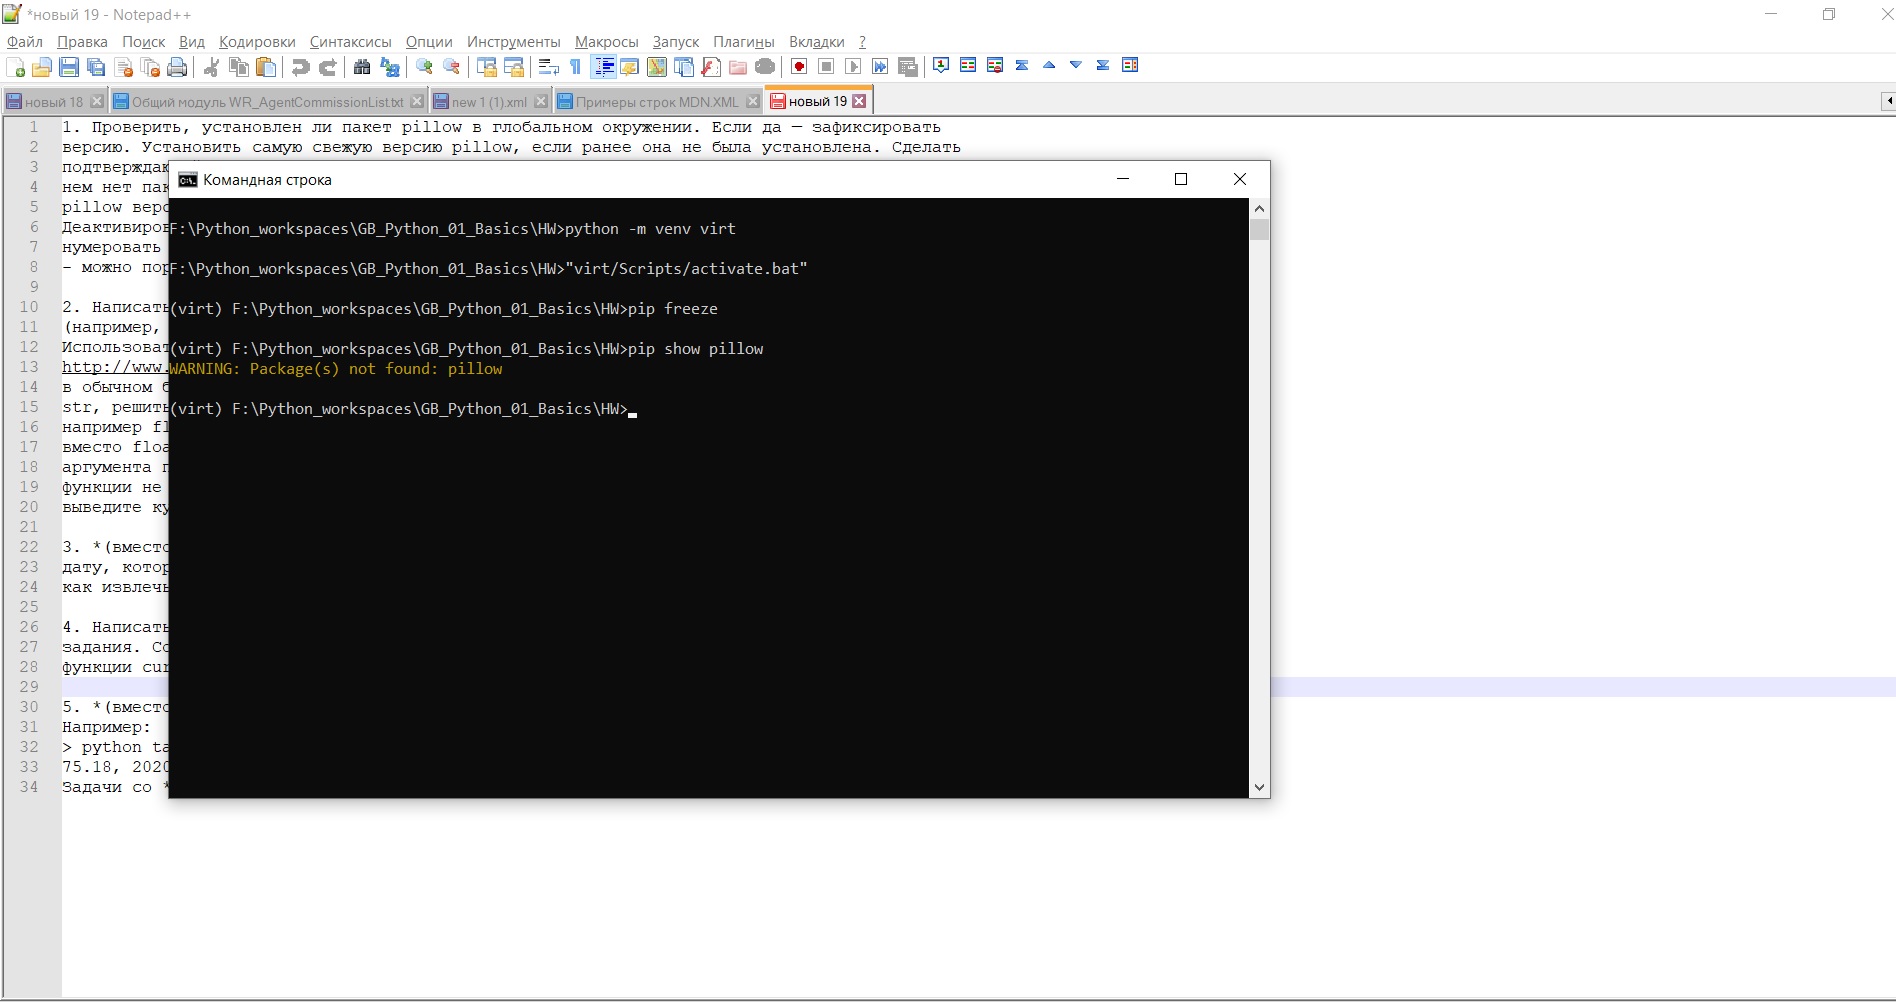 *новый 19 - Notepad++
Файл Правка Поиск Вид Кодировки Синтаксисы Опции Инструменты Макросы Запуск Плагины Вкладки ?
новый 18 Общий модуль WR_AgentCommissionList.txt new 1 (1).xml Примеры строк MDN.XML новый 19
1 1. Проверить, установлен ли пакет pillow в глобальном окружении. Если да — зафиксировать
2 версию. Установить самую свежую версию pillow, если ранее она не была установлена. Сделать
3 подтверждаю
4 нем нет пак
5 pillow верс
6 Деактивиров
7 нумеровать
8 - можно пор
9
10 2. Написать
11 (например,
12 Использоват
13 http://www.
14 в обычном б
15 str, решить
16 например fl
17 вместо floa
18 аргумента п
19 функции не
20 выведите ку
21
22 3. *(вместо
23 дату, котор
24 как извлечь
25
26 4. Написать
27 задания. Со
28 функции cur
29
30 5. *(вместо
31 Например:
32 > python ta
33 75.18, 2020
34 Задачи со *
Командная строка
F:\Python_workspaces\GB_Python_01_Basics\HW>python -m venv virt
F:\Python_workspaces\GB_Python_01_Basics\HW>"virt/Scripts/activate.bat"
(virt) F:\Python_workspaces\GB_Python_01_Basics\HW>pip freeze
(virt) F:\Python_workspaces\GB_Python_01_Basics\HW>pip show pillow
WARNING: Package(s) not found: pillow
(virt) F:\Python_workspaces\GB_Python_01_Basics\HW>